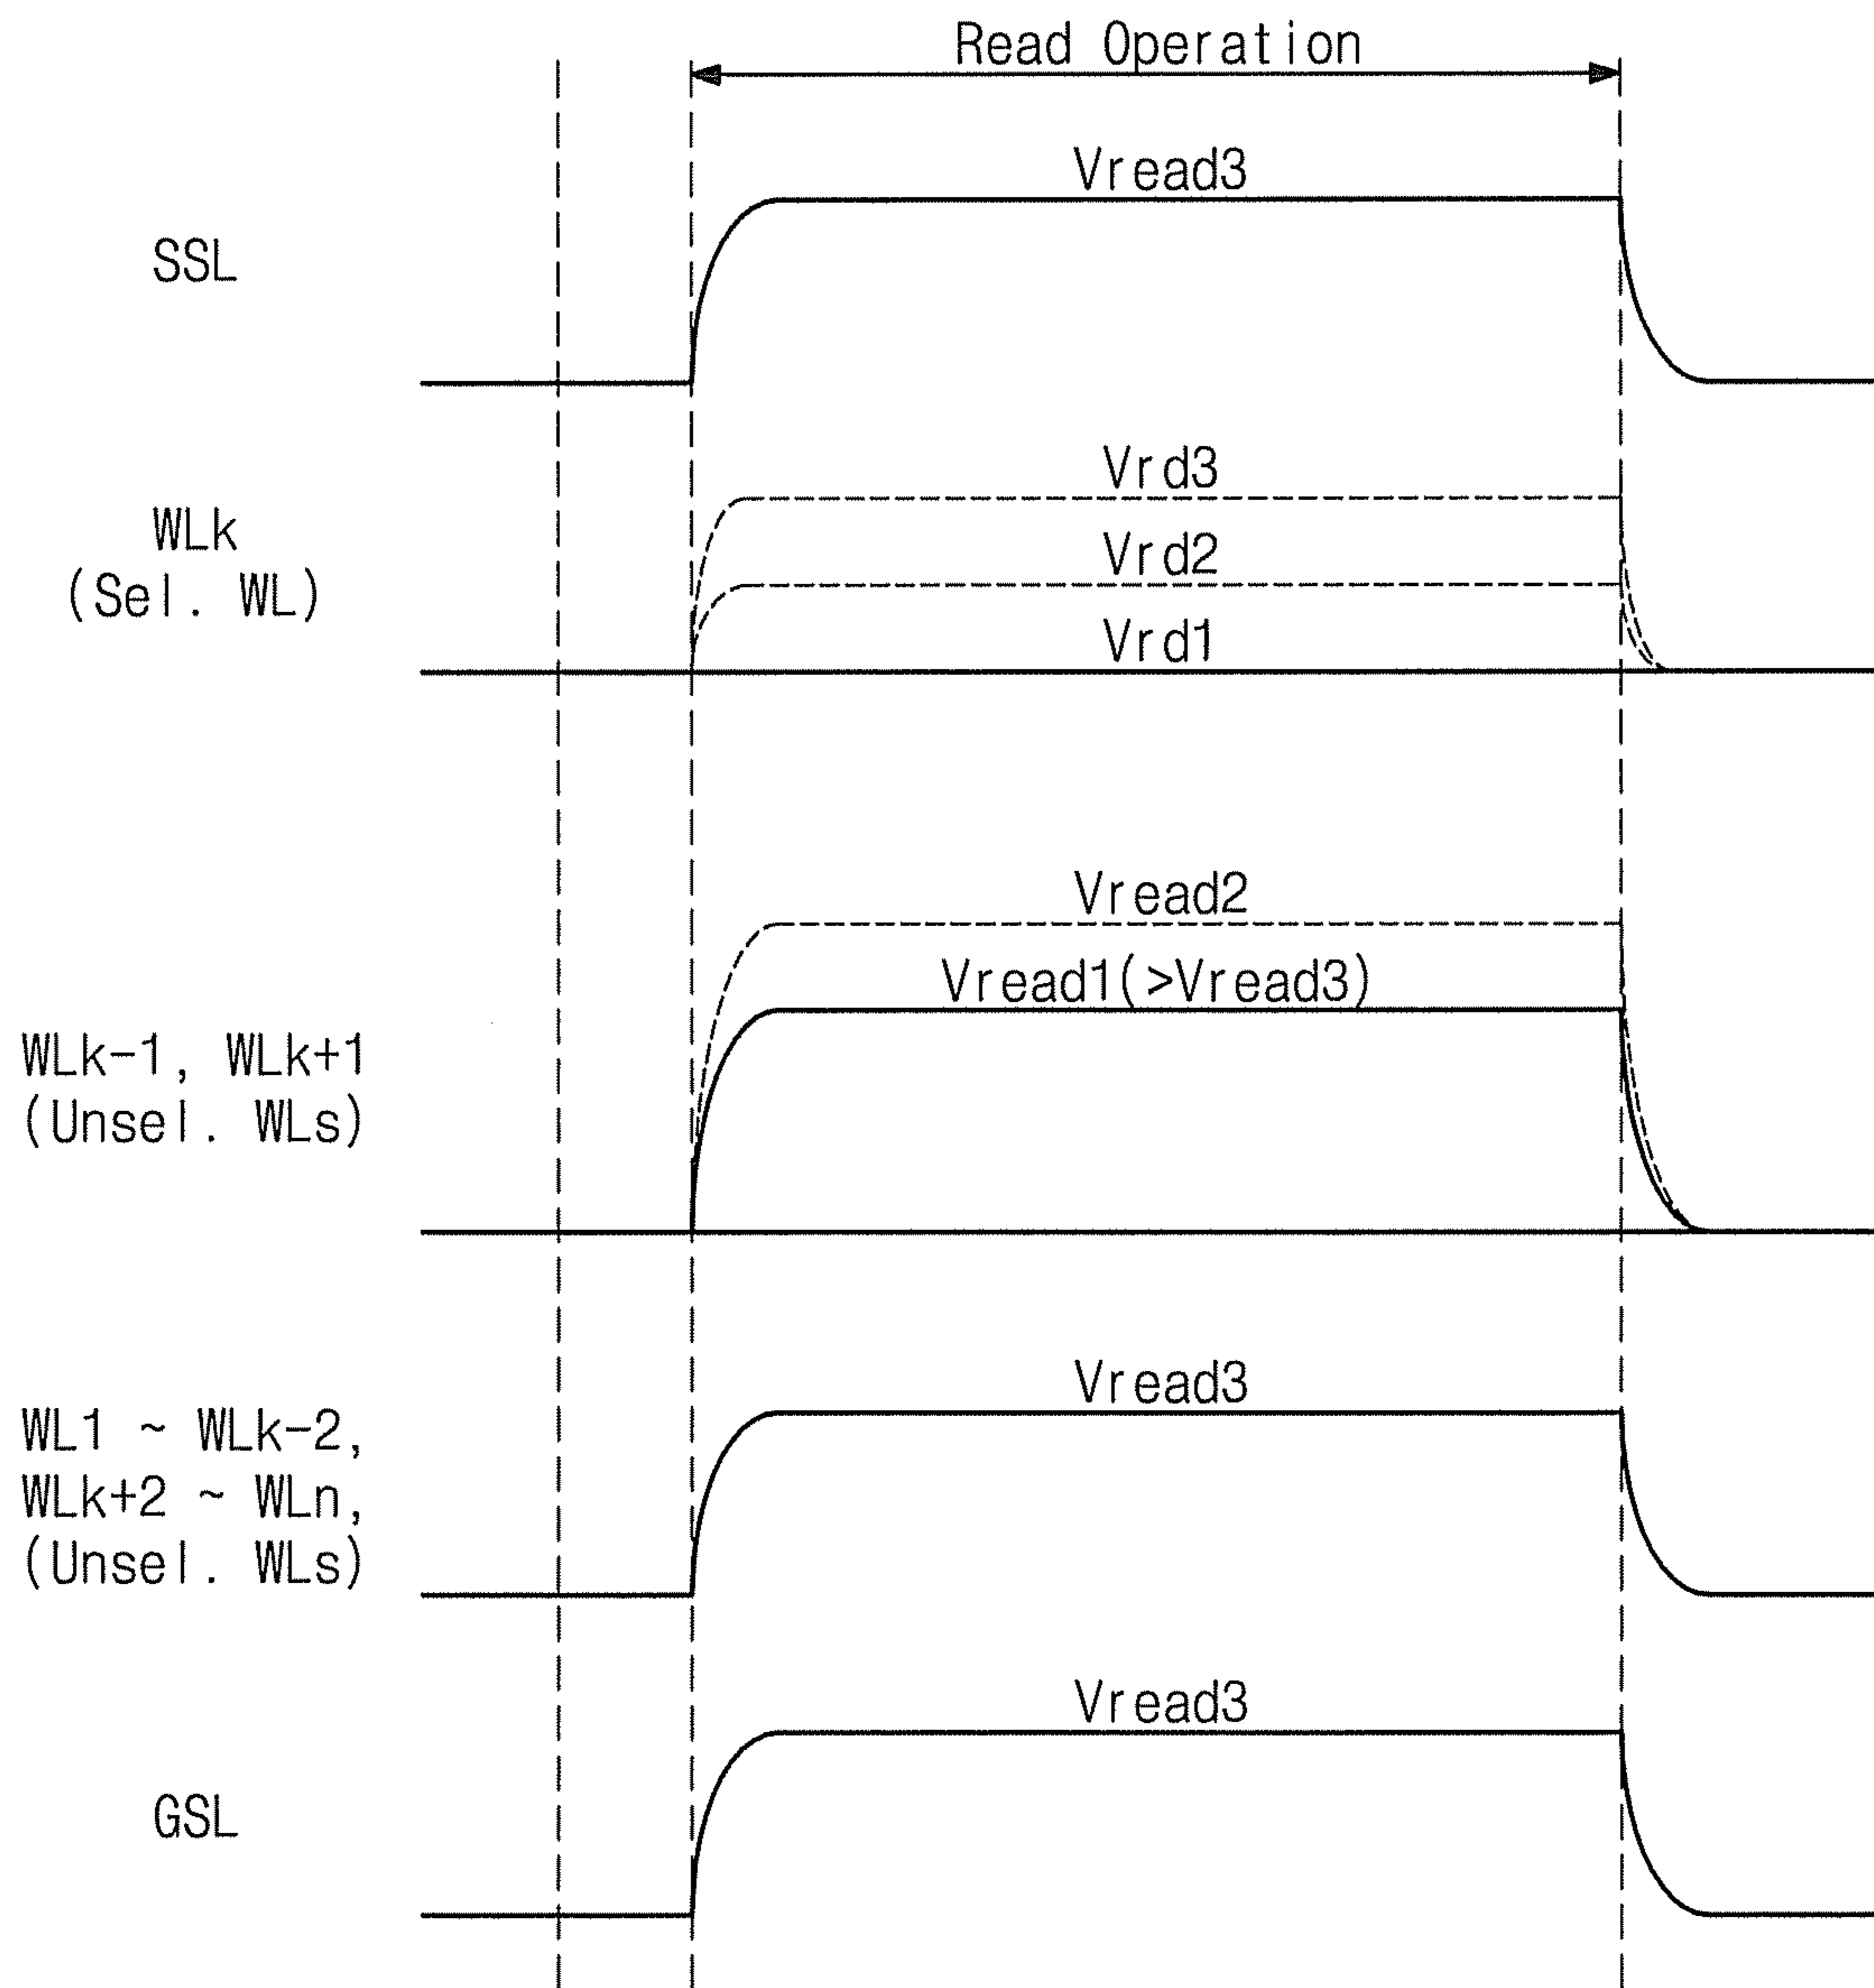 Read Operation
Vread3
SSL
Vrd3
WLk
(Sel. WL)
Vrd2
Vrd1
Vread2
Vread1(>Vread3)
WLk-1, WLk+1
(Unsel. WLs)
Vread3
WL1 ~ WLk-2,
WLk+2 ~ WLn,
(Unsel. WLs)
Vread3
GSL